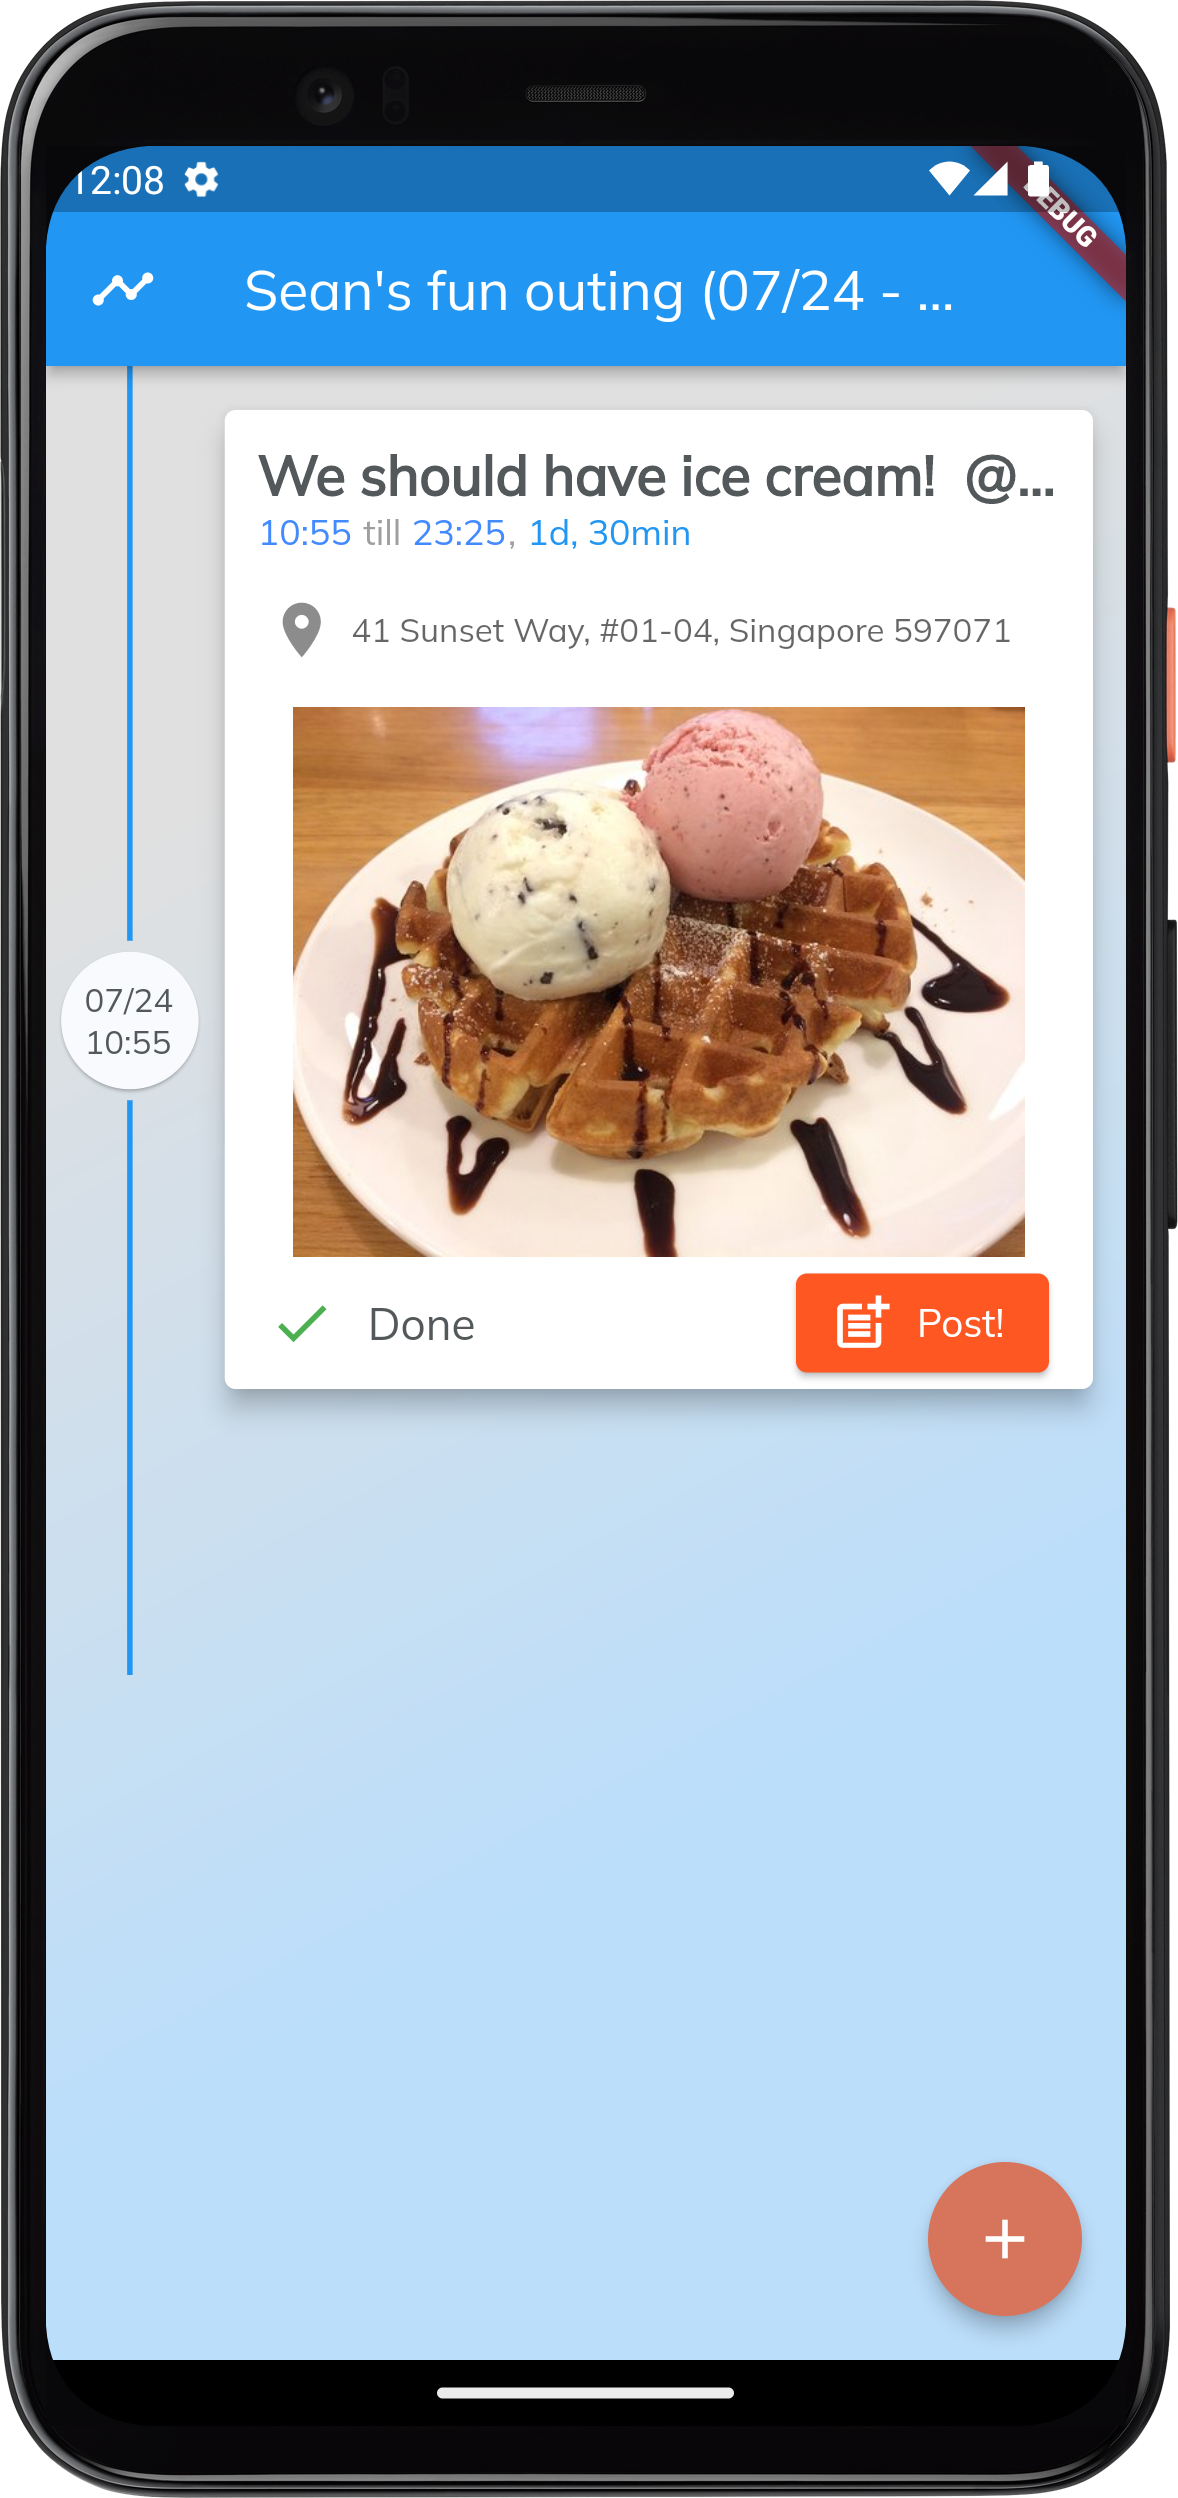 12:08
DEBUG
Sean's fun outing (07/24 - ...
We should have ice cream! @...
10:55 till 23:25, 1d, 30min
41 Sunset Way, #01-04, Singapore 597071
07/24
10:55
Done
Post!